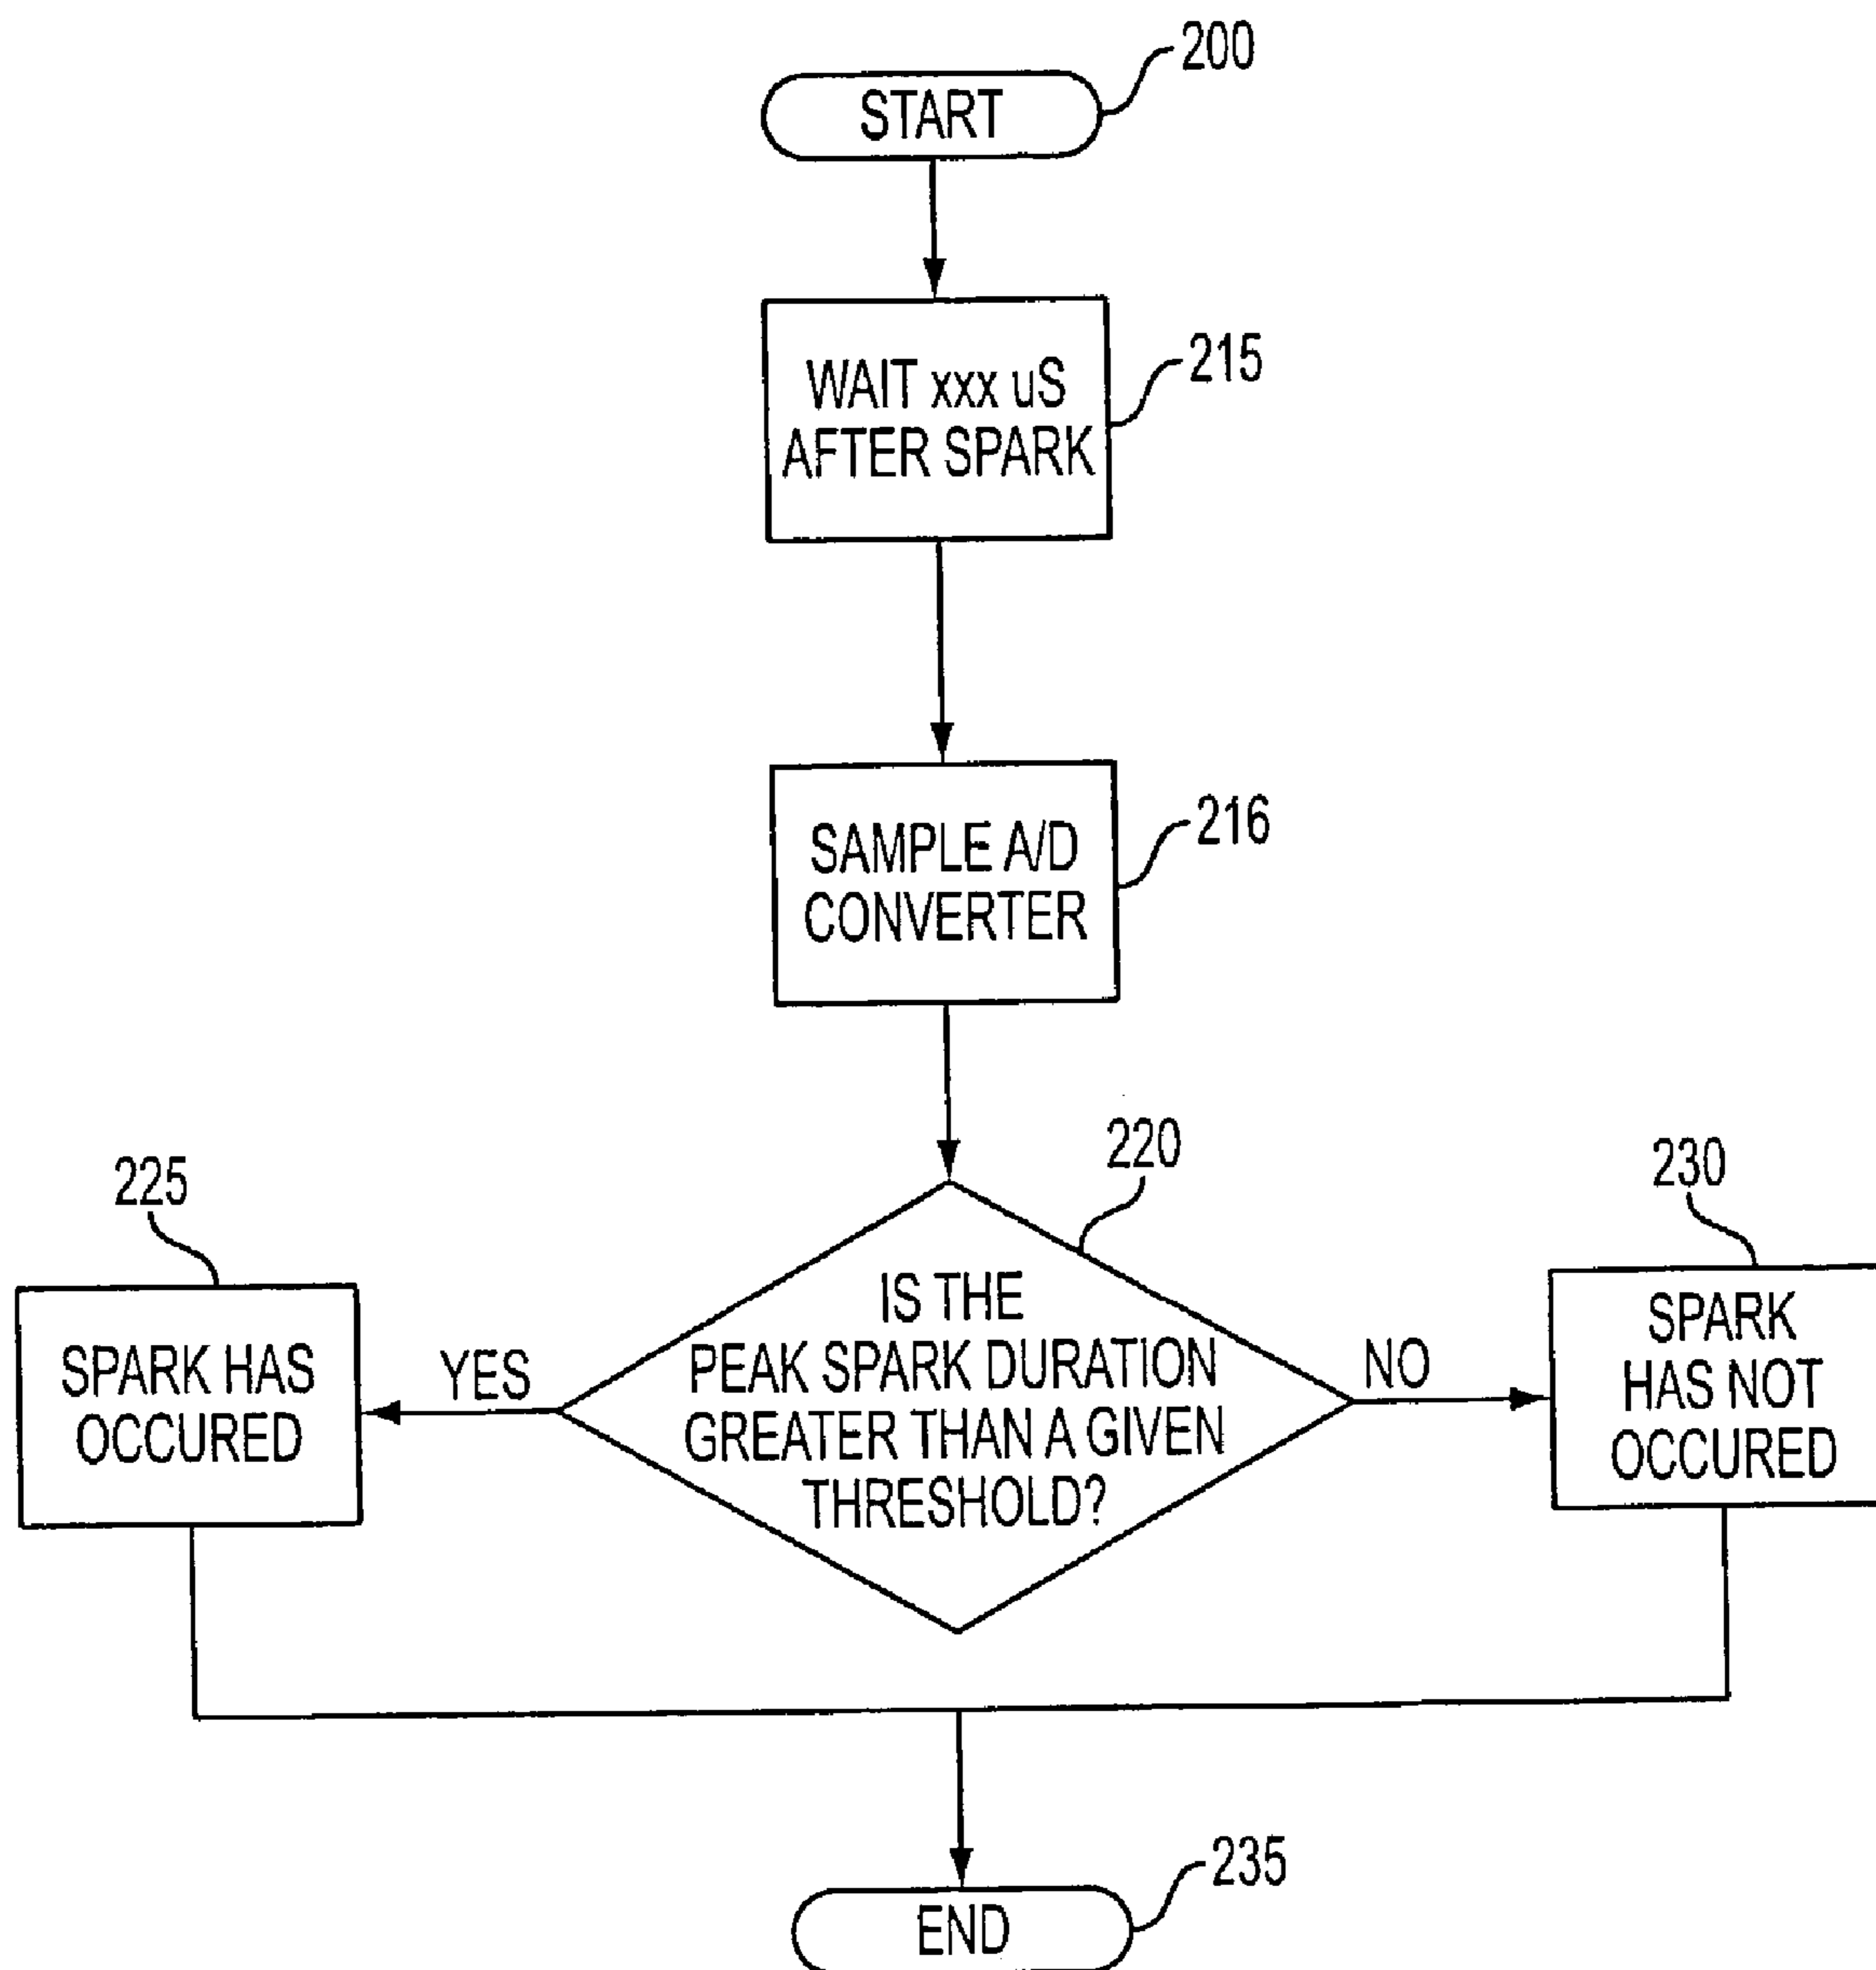 200
START
215
WAIT xxx uS
AFTER SPARK
216
SAMPLE A/D
CONVERTER
220
225
230
IS THE
PEAK SPARK DURATION
GREATER THAN A GIVEN
THRESHOLD?
YES
NO
SPARK HAS
OCCURED
SPARK
HAS NOT
OCCURED
235
END